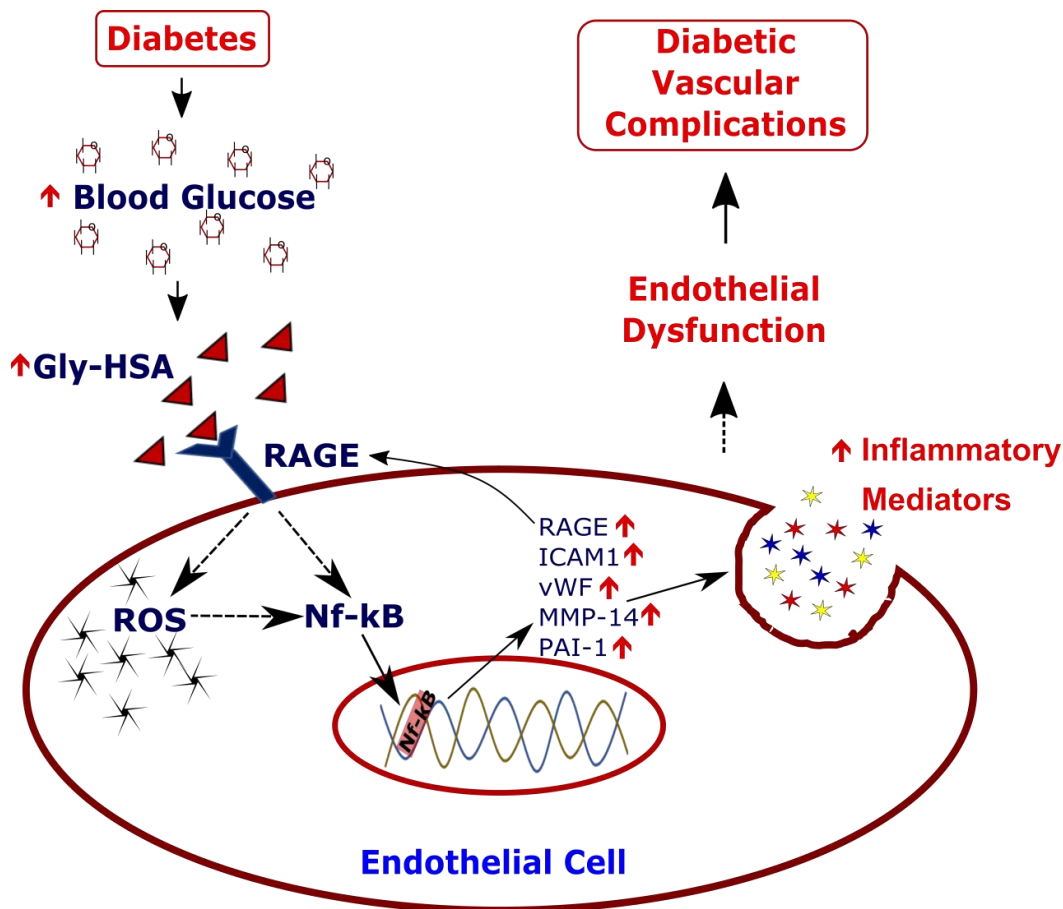 Diabetes
↑ Blood Glucose
↑Gly-HSA
RAGE
ROS
Nf-kB
Nf-kB
RAGE ↑
ICAM1 ↑
vWF ↑
MMP-14 ↑
PAI-1 ↑
↑ Inflammatory
Mediators
Endothelial
Dysfunction
Diabetic
Vascular
Complications
Endothelial Cell